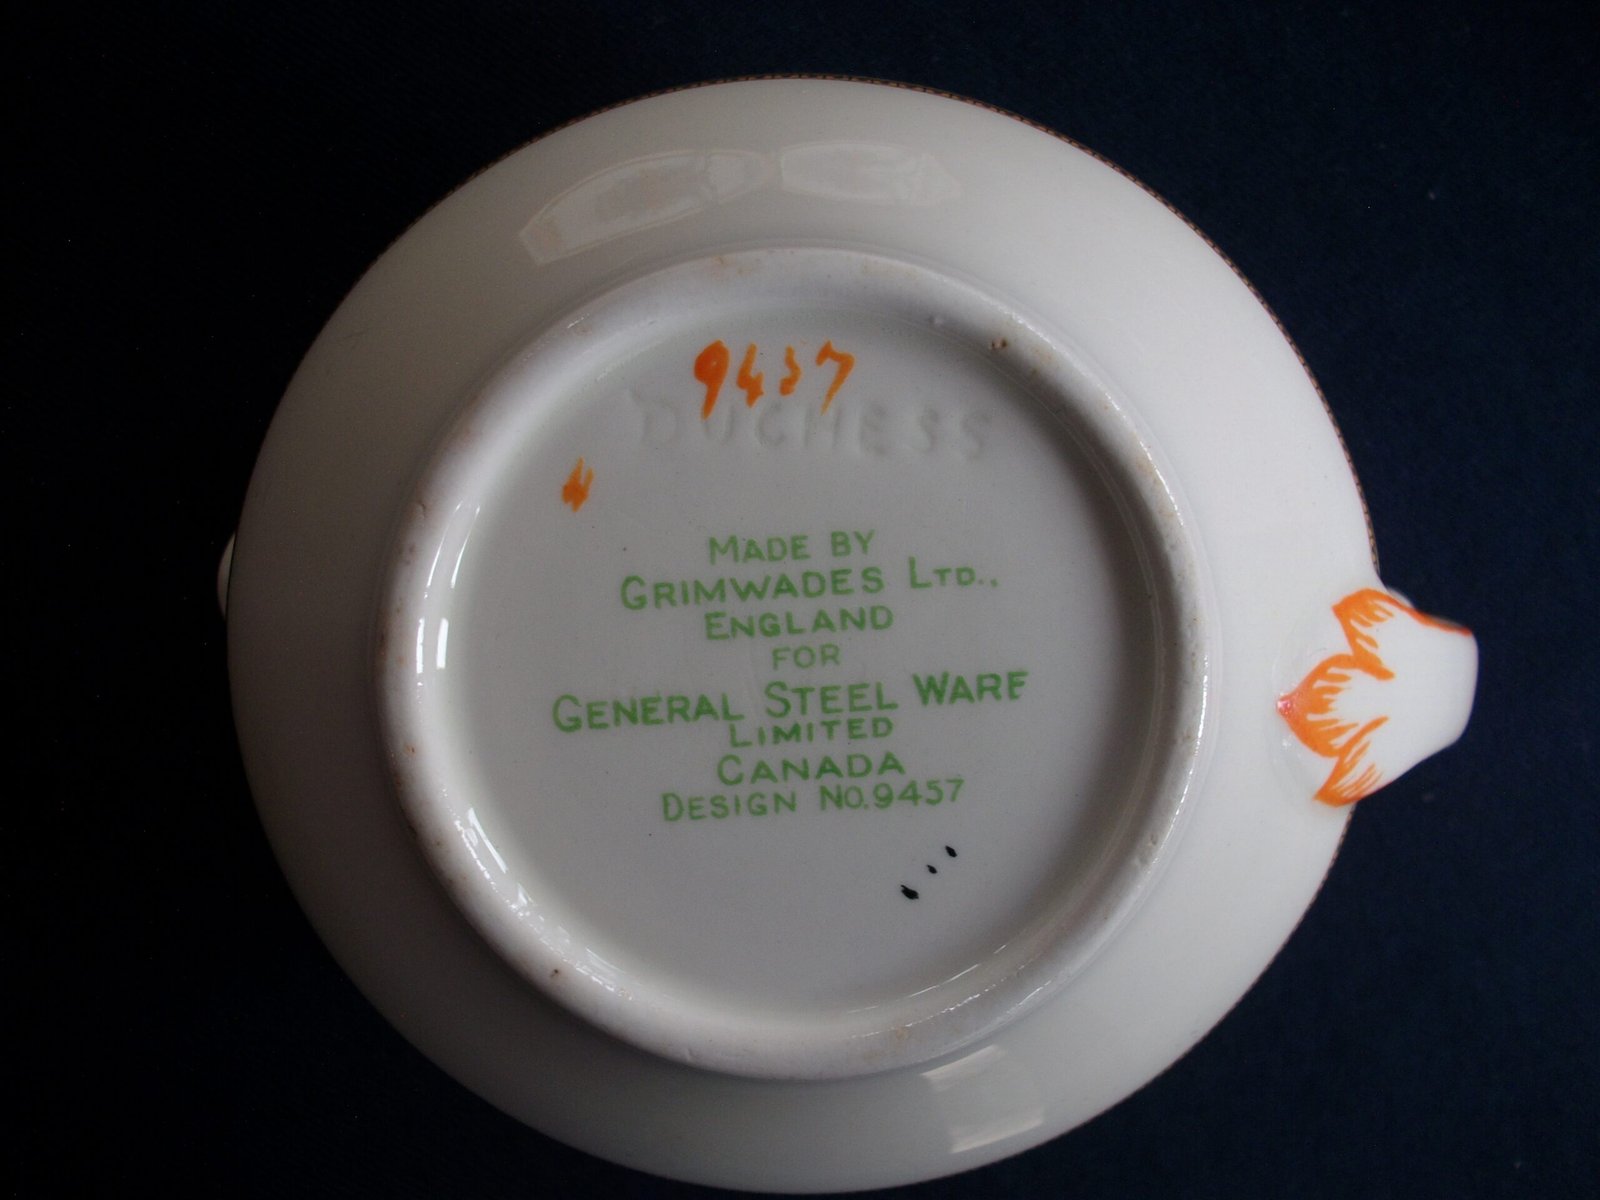 9457
DUCHESS
MADE BY
GRIMWADES LTD.,
ENGLAND
FOR
GENERAL STEEL WARE
LIMITED
CANADA
DESIGN NO. 9457